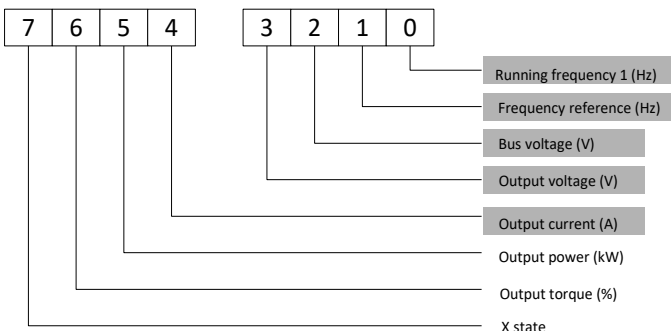 7 6 5 4 3 2 1 0
Running frequency 1 (Hz)
Frequency reference (Hz)
Bus voltage (V)
Output voltage (V)
Output current (A)
Output power (kW)
Output torque (%)
X state